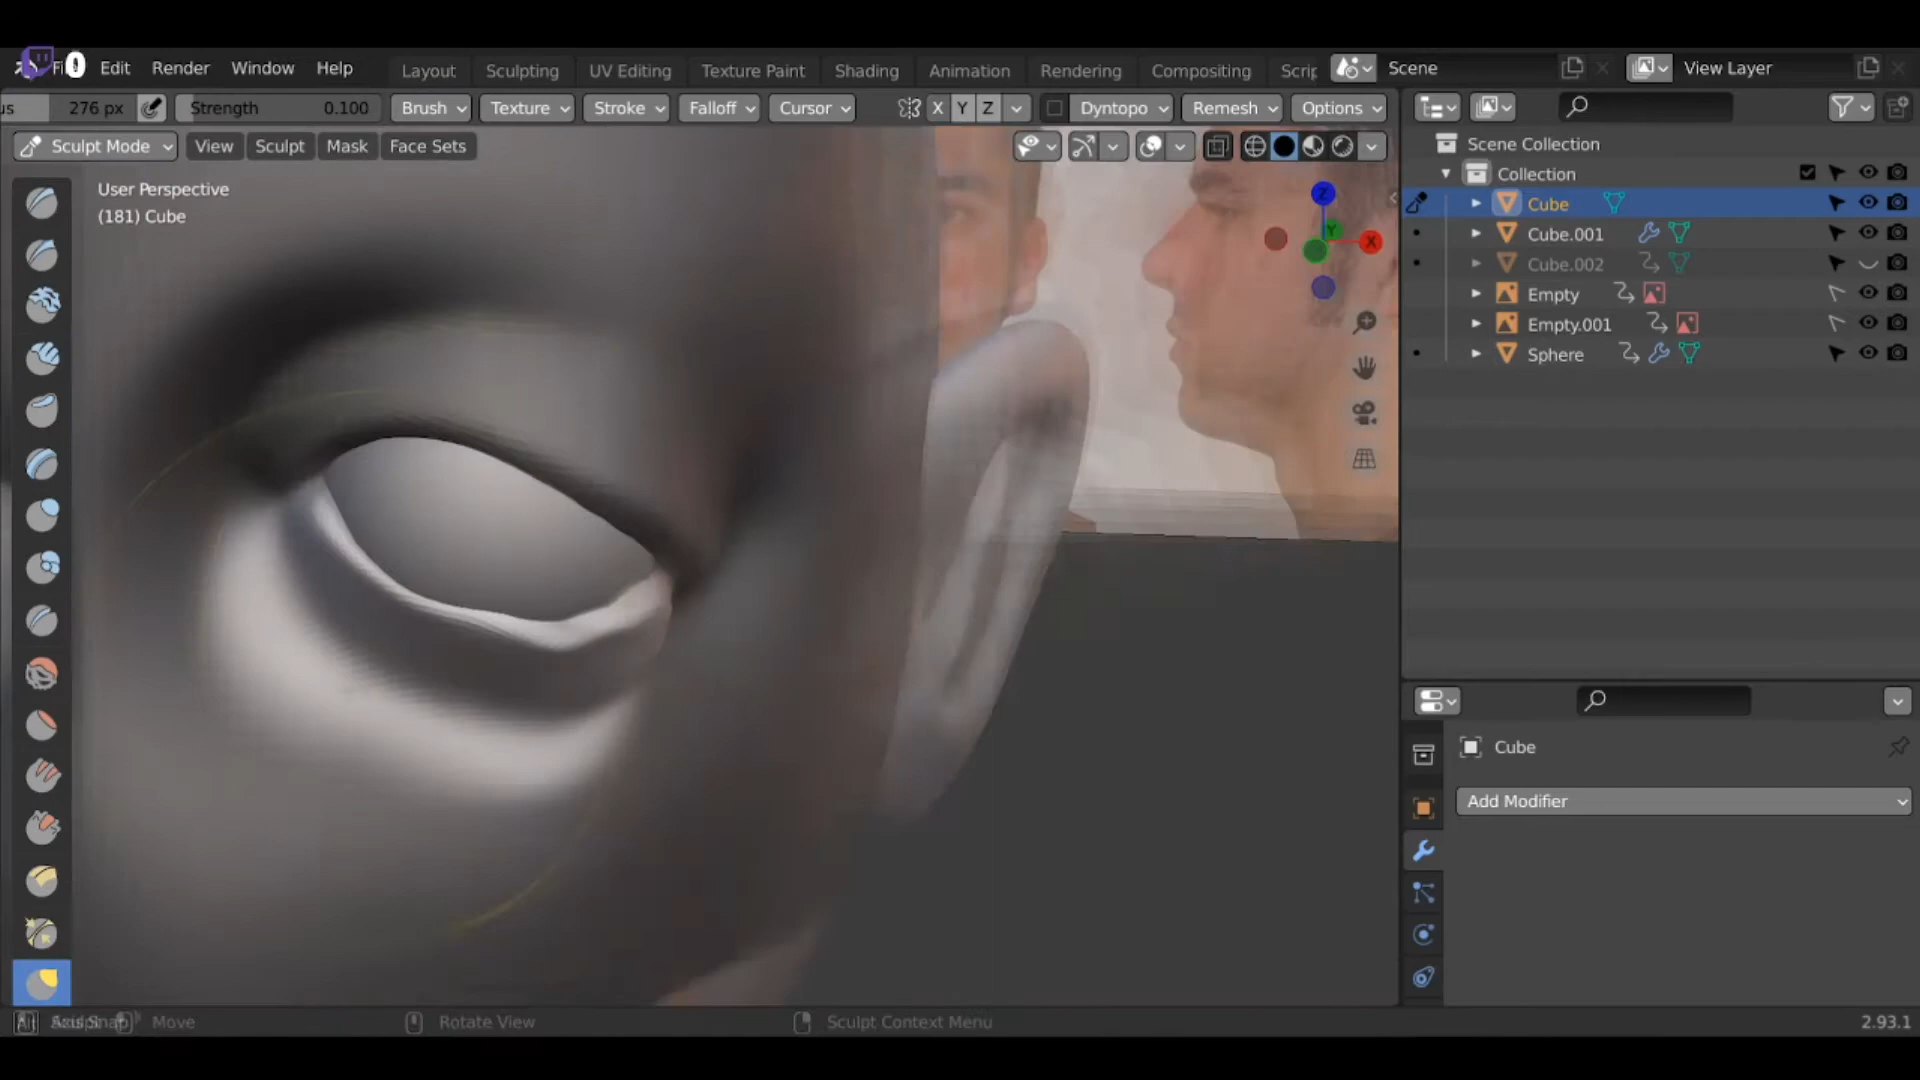 Edit Render Window Help Layout Sculpting UV Editing Texture Paint Shading Animation Rendering Compositing Scrip Scene View Layer
0
us 276 px Strength 0.100 Brush Texture Stroke Falloff Cursor X Y Z Dyntopo Remesh Options
Sculpt Mode View Sculpt Mask Face Sets
User Perspective
(181) Cube
Z
Y
X
Scene Collection
Collection
Cube
Cube.001
Cube.002
Empty
Empty.001
Sphere
Cube
Add Modifier
Move Rotate View Sculpt Context Menu 2.93.1